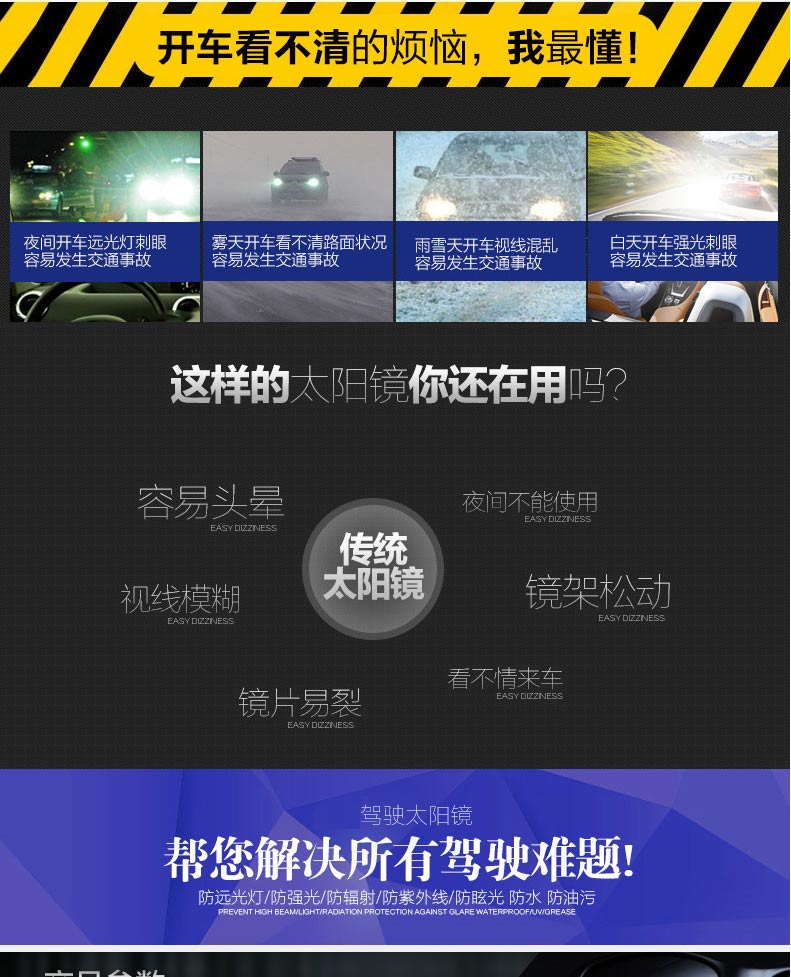 开车看不清的烦恼，我最懂！
夜间开车远光灯刺眼
容易发生交通事故
雾天开车看不清路面状况
容易发生交通事故
雨雪天开车视线混乱
容易发生交通事故
白天开车强光刺眼
容易发生交通事故
这样的太阳镜你还在用吗?
容易头晕
EASY DIZZINESS
夜间不能使用
EASY DIZZINESS
传统
太阳镜
视线模糊
EASY DIZZINESS
镜架松动
EASY DIZZINESS
看不情来车
EASY DIZZINESS
镜片易裂
EASY DIZZINESS
驾驶太阳镜
帮您解决所有驾驶难题!
防远光灯/防强光/防辐射/防紫外线/防眩光 防水 防油污
PREVENT HIGH BEAM/LIGHT/RADIATION PROTECTION AGAINST GLARE WATERPROOF/UV/GREASE